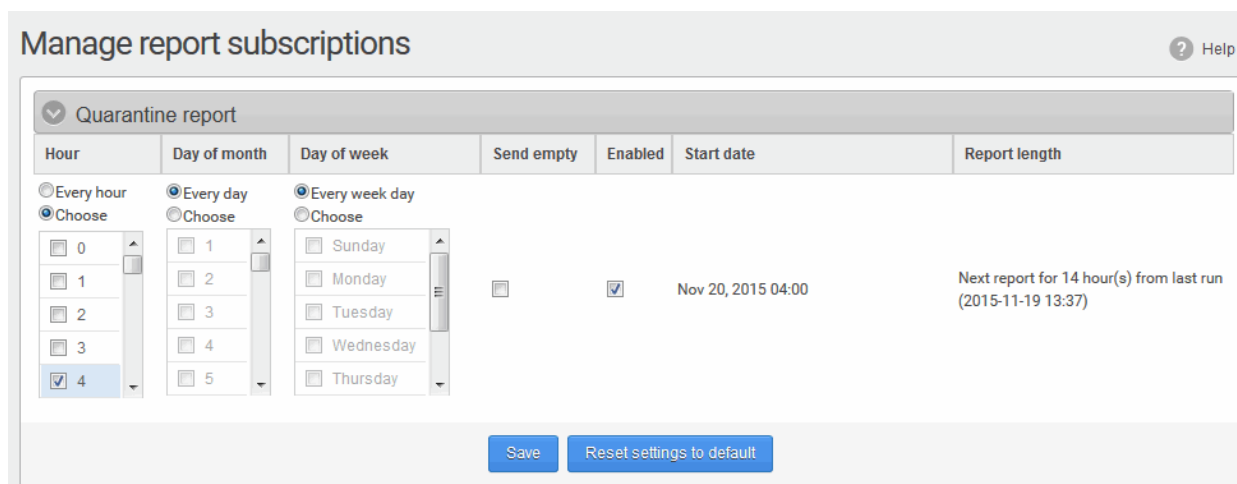 Manage report subscriptions
? Help
Quarantine report
Hour Day of month Day of week Send empty Enabled Start date Report length
Every hour Every day Every week day
Choose Choose Choose
0 1 Sunday
1 2 Monday
2 3 Tuesday
3 4 Wednesday
4 5 Thursday
Nov 20, 2015 04:00
Next report for 14 hour(s) from last run
(2015-11-19 13:37)
Save Reset settings to default